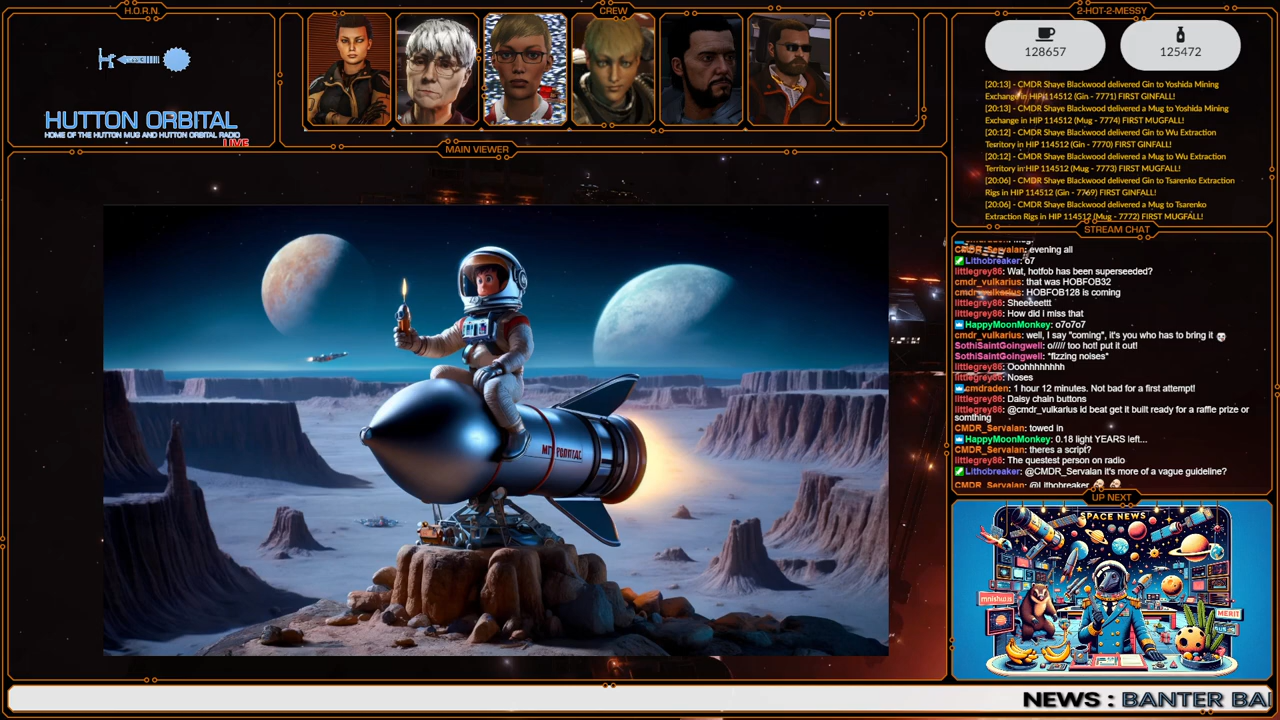 H.O.R.N.
HUTTON ORBITAL
HOME OF THE HUTTON MUG AND HUTTON ORBITAL RADIO
LIVE
CREW
2-HOT-2-MESSY
128657
125472
[20:13] - CMDR Shaye Blackwood delivered Gin to Yoshida Mining
Exchange in HIP 114512 (Gin - 7771) FIRST GINFALL!
[20:13] - CMDR Shaye Blackwood delivered a Mug to Yoshida Mining
Exchange in HIP 114512 (Mug - 7774) FIRST MUGFALL!
[20:12] - CMDR Shaye Blackwood delivered Gin to Wu Extraction
Territory in HIP 114512 (Gin - 7770) FIRST GINFALL!
[20:12] - CMDR Shaye Blackwood delivered a Mug to Wu Extraction
Territory in HIP 114512 (Mug - 7773) FIRST MUGFALL!
[20:06] - CMDR Shaye Blackwood delivered Gin to Tsarenko Extraction
Rigs in HIP 114512 (Gin - 7769) FIRST GINFALL!
[20:06] - CMDR Shaye Blackwood delivered a Mug to Tsarenko
Extraction Rigs in HIP 114512 (Mug - 7772) FIRST MUGFALL!
MAIN VIEWER
STREAM CHAT
CMDR_Servalan: evening all
Lithobreaker: o7
littlegrey86: Wat, hotfob has been superseeded?
cmdr_vulkarius: that was HOBFOB32
cmdr_vulkarius: HOBFOB128 is coming
littlegrey86: Sheeeeettt
littlegrey86: How did I miss that
HappyMoonMonkey: o7o7o7
cmdr_vulkarius: well, I say "coming", it's you who has to bring it
SothiSaintGoingwell: o///// too hot! put it out!
SothiSaintGoingwell: *fizzing noises*
littlegrey86: Ooohhhhhhhh
littlegrey86: Noses
cmdraden: 1 hour 12 minutes. Not bad for a first attempt!
littlegrey86: Daisy chain buttons
littlegrey86: @cmdr_vulkarius Id beat get it built ready for a raffle prize or
somthing
CMDR_Servalan: towed in
HappyMoonMonkey: 0.18 light YEARS left...
CMDR_Servalan: theres a script?
littlegrey86: The questest person on radio
Lithobreaker: @CMDR_Servalan it's more of a vague guideline?
CMDR_Servalan: @Lithobreaker
UP NEXT
SPACE NEWS
MERIT
NEWS : BANTER BA